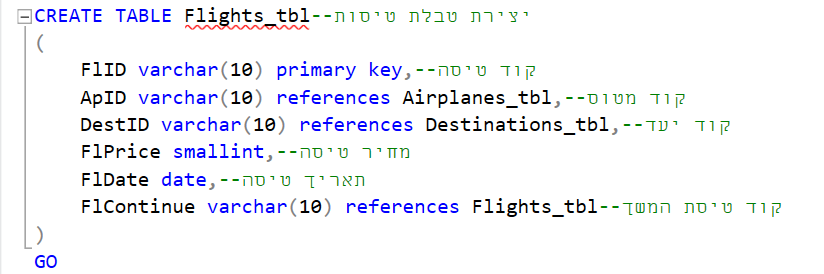 CREATE TABLE Flights_tbl--יצירת טבלת טיסות
(
FlID varchar(10) primary key,--קוד טיסה
ApID varchar(10) references Airplanes_tbl,--קוד מטוס
DestID varchar(10) references Destinations_tbl,--קוד יעד
FlPrice smallint,--מחיר טיסה
FlDate date,--תאריך טיסה
FlContinue varchar(10) references Flights_tbl--קוד טיסת המשך
)
GO